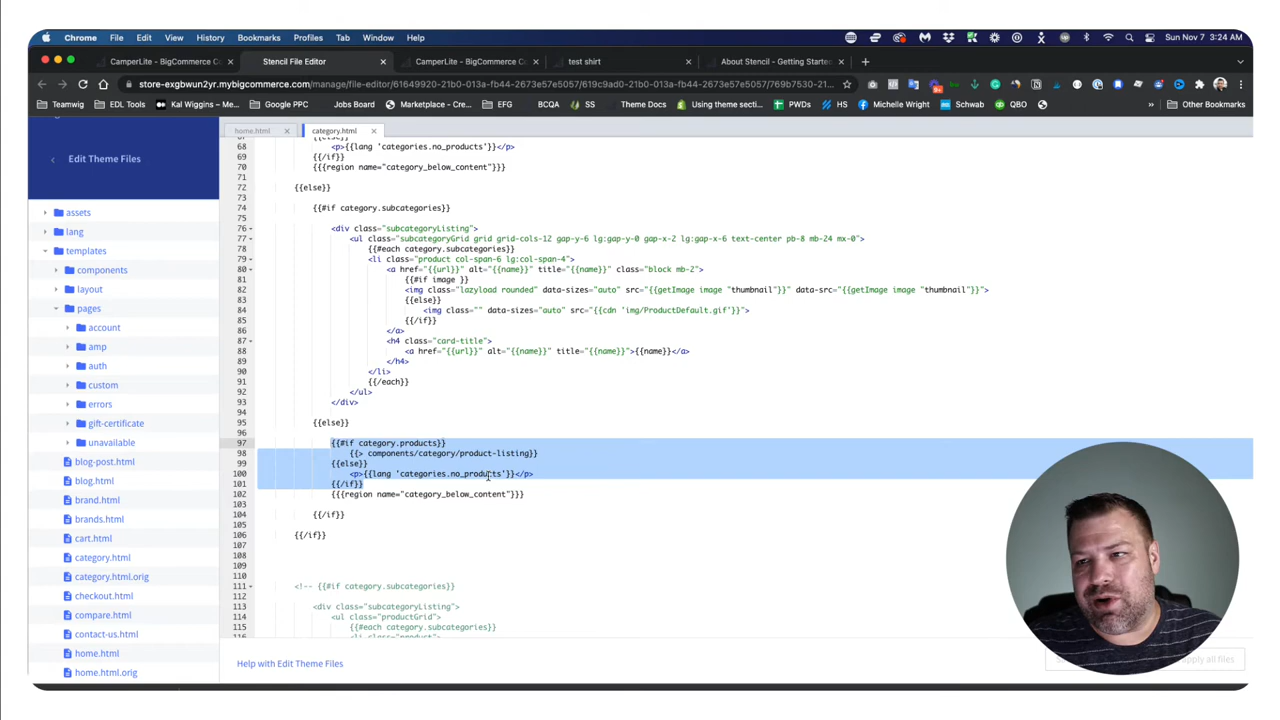 Chrome File Edit View History Bookmarks Profiles Tab Window Help Sun Nov 7 3:24 AM
CamperLite - BigCommerce C Stencil File Editor CamperLite - BigCommerce C test shirt About Stencil - Getting Started
store-exgbwun2yr.mybigcommerce.com/manage/file-editor/61649920-21b0-013a-fb44-2673e57853de/619c9ad0-21b0-013a-fb44-2673e57853de/769b7530-21...
Teamwig EDL Tools Kal Wiggins – Me... Google PPC Jobs Board Marketplace – Cre... EFG BCQA SS Theme Docs Using theme secti... PWDs HS Michelle Wright Schwab QBO » Other Bookmarks
home.html category.html
Edit Theme Files
assets
lang
templates
components
layout
pages
account
amp
auth
custom
errors
gift-certificate
unavailable
blog-post.html
blog.html
brand.html
brands.html
cart.html
category.html
category.html.orig
checkout.html
compare.html
contact-us.html
home.html
home.html.orig
67 {{else}}
68 <p>{{lang 'categories.no_products'}}</p>
69 {{/if}}
70 {{{region name="category_below_content"}}}
71
72 {{else}}
73
74 {{#if category.subcategories}}
75
76 <div class="subcategoryListing">
77 <ul class="subcategoryGrid grid grid-cols-12 gap-y-6 lg:gap-y-0 gap-x-2 lg:gap-x-6 text-center pb-8 mb-24 mx-0">
78 {{#each category.subcategories}}
79 <li class="product col-span-6 lg:col-span-4">
80 <a href="{{url}}" alt="{{name}}" title="{{name}}" class="block mb-2">
81 {{#if image }}
82 <img class="lazyload rounded" data-sizes="auto" src="{{getImage image "thumbnail"}}" data-src="{{getImage image "thumbnail"}}">
83 {{else}}
84 <img class="" data-sizes="auto" src="{{cdn 'img/ProductDefault.gif'}}">
85 {{/if}}
86 </a>
87 <h4 class="card-title">
88 <a href="{{url}}" alt="{{name}}" title="{{name}}">{{name}}</a>
89 </h4>
90 </li>
91 {{/each}}
92 </ul>
93 </div>
94
95 {{else}}
96
97 {{#if category.products}}
98 {{> components/category/product-listing}}
99 {{else}}
100 <p>{{lang 'categories.no_products'}}</p>
101 {{/if}}
102 {{{region name="category_below_content"}}}
103
104 {{/if}}
105
106 {{/if}}
107
108
109
110
111 <!-- {{#if category.subcategories}}
112
113 <div class="subcategoryListing">
114 <ul class="productGrid">
115 {{#each category.subcategories}}
116 <li class="product">
Help with Edit Theme Files
apply all files